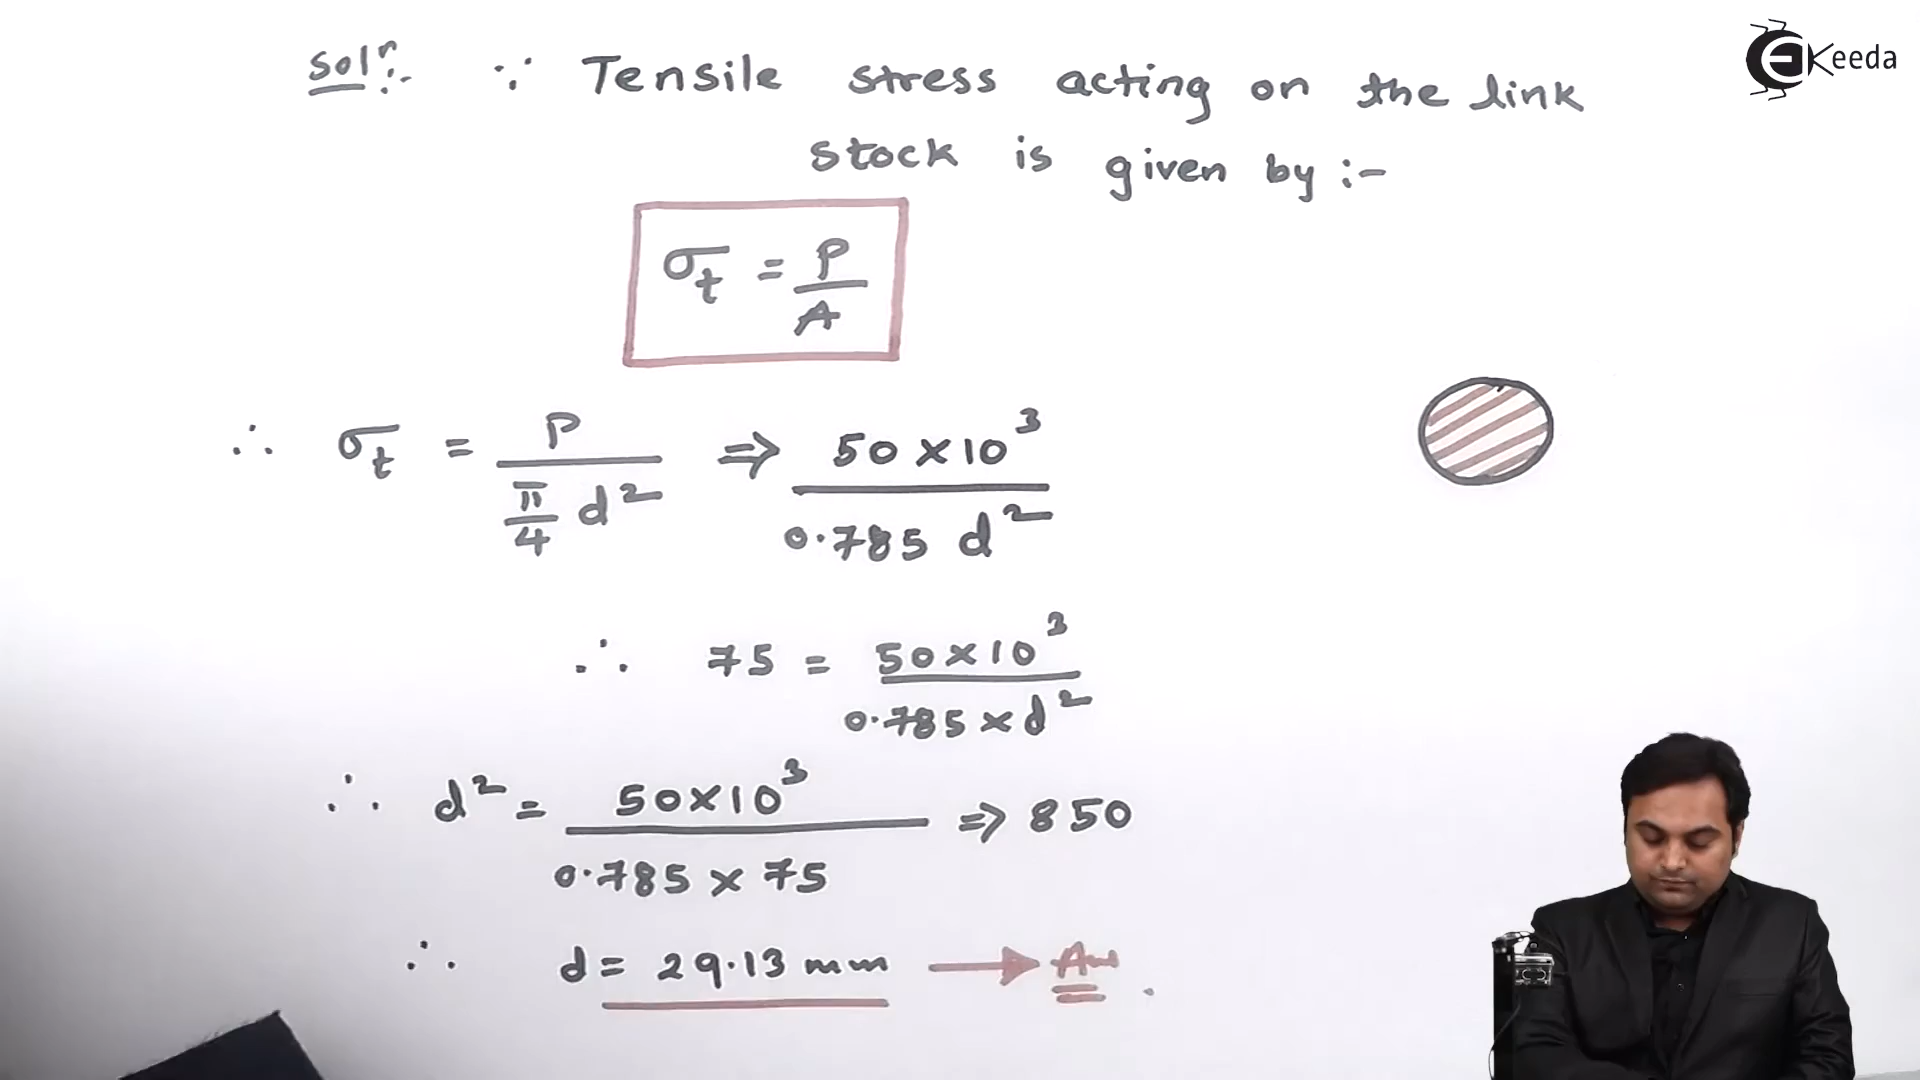 Keeda
Solⁿ:- ∵ Tensile stress acting on the link
stock is given by :-
σt = P/A
∴ σt = P / (π/4 d²) ⇒ 50×10³ / 0.785 d²
∴ 75 = 50×10³ / 0.785×d²
∴ d² = 50×10³ / 0.785 × 75 ⇒ 850
∴ d = 29.13 mm → Ans